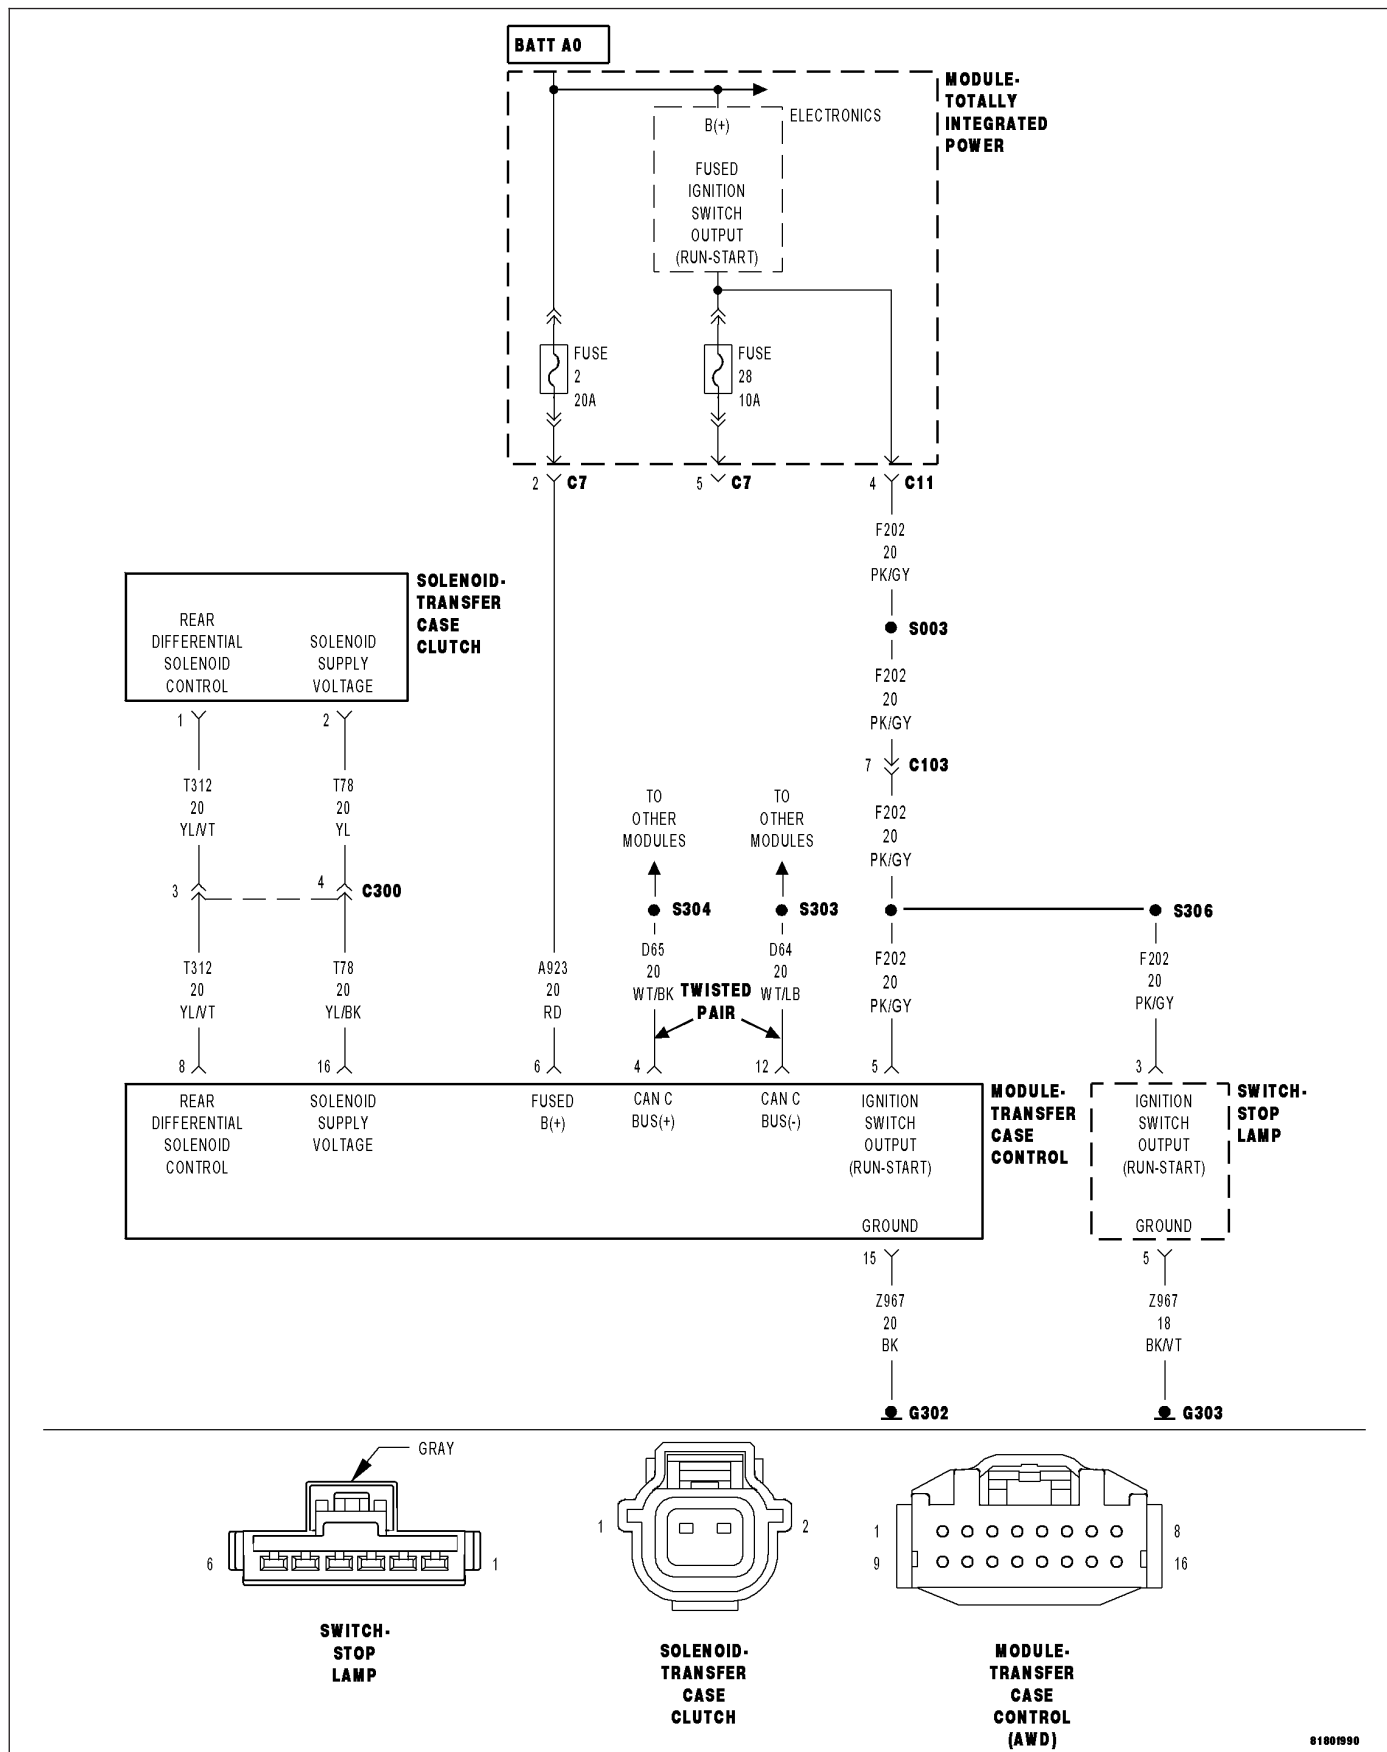 BATT A0
MODULE-
TOTALLY
INTEGRATED
POWER
ELECTRONICS
B(+)
FUSED
IGNITION
SWITCH
OUTPUT
(RUN-START)
FUSE
2
20A
FUSE
28
10A
2 C7
5 C7
4 C11
F202
20
PK/GY
S003
F202
20
PK/GY
7 C103
F202
20
PK/GY
SOLENOID-
TRANSFER
CASE
CLUTCH
REAR
DIFFERENTIAL
SOLENOID
CONTROL
SOLENOID
SUPPLY
VOLTAGE
1
2
T312
20
YL/VT
T78
20
YL
3
4
C300
T312
20
YL/VT
T78
20
YL/BK
A923
20
RD
TO
OTHER
MODULES
TO
OTHER
MODULES
S304
S303
S306
D65
20
WT/BK
TWISTED
PAIR
D64
20
WT/LB
F202
20
PK/GY
F202
20
PK/GY
8
16
6
4
12
5
3
REAR
DIFFERENTIAL
SOLENOID
CONTROL
SOLENOID
SUPPLY
VOLTAGE
FUSED
B(+)
CAN C
BUS(+)
CAN C
BUS(-)
IGNITION
SWITCH
OUTPUT
(RUN-START)
GROUND
MODULE-
TRANSFER
CASE
CONTROL
IGNITION
SWITCH
OUTPUT
(RUN-START)
GROUND
SWITCH-
STOP
LAMP
15
5
Z967
20
BK
Z967
18
BK/VT
G302
G303
GRAY
6
1
SWITCH-
STOP
LAMP
1
2
SOLENOID-
TRANSFER
CASE
CLUTCH
1
8
9
16
MODULE-
TRANSFER
CASE
CONTROL
(AWD)
8180f990